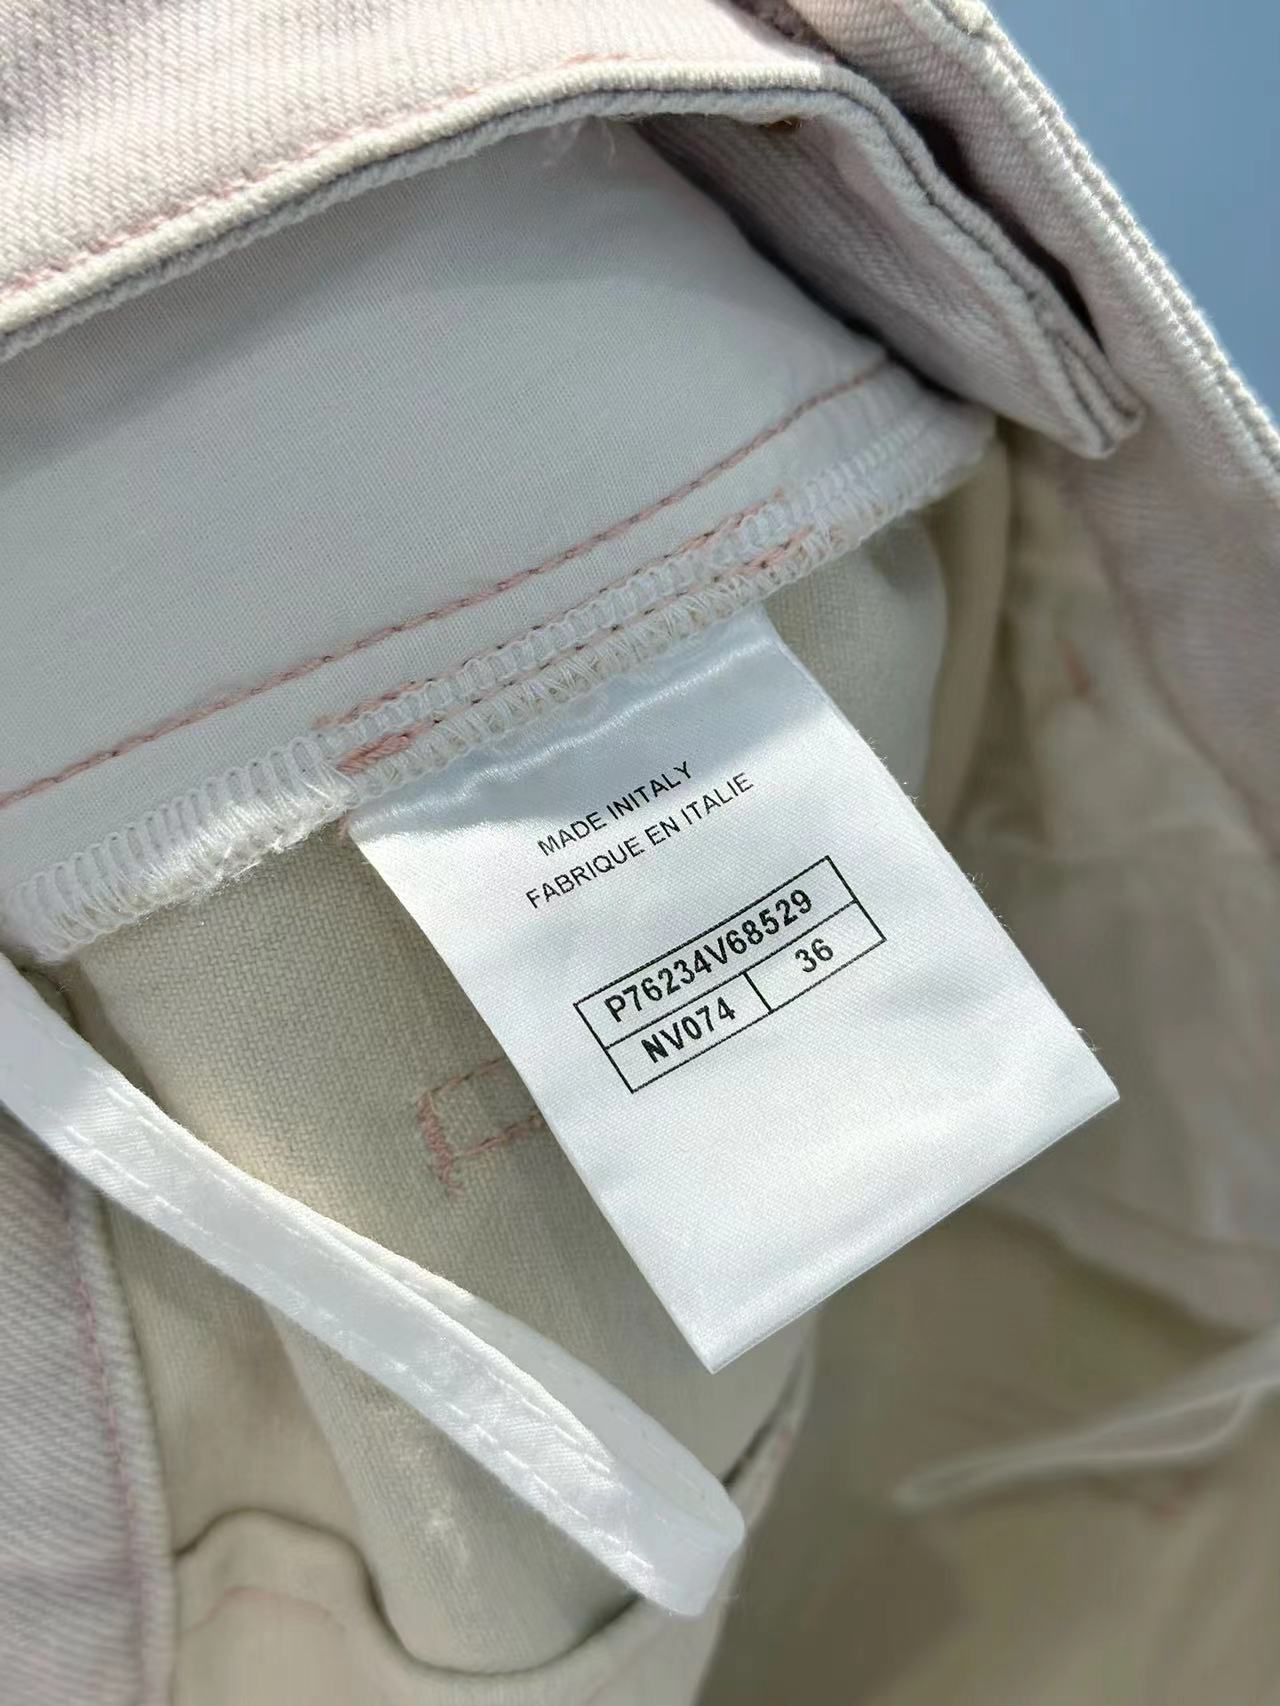 MADE INITALY
FABRIQUE EN ITALIE
P76234V68529
NV074 36